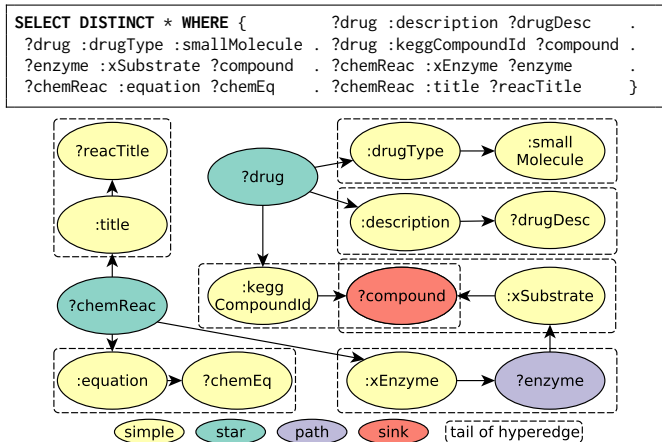 SELECT DISTINCT * WHERE { ?drug :description ?drugDesc .
?drug :drugType :smallMolecule . ?drug :keggCompoundId ?compound .
?enzyme :xSubstrate ?compound . ?chemReac :xEnzyme ?enzyme .
?chemReac :equation ?chemEq . ?chemReac :title ?reacTitle }
?reacTitle
:drugType
:small
Molecule
?drug
:title
:description
?drugDesc
:kegg
CompoundId
?compound
:xSubstrate
?chemReac
:equation
?chemEq
:xEnzyme
?enzyme
simple
star
path
sink
tail of hyperedge